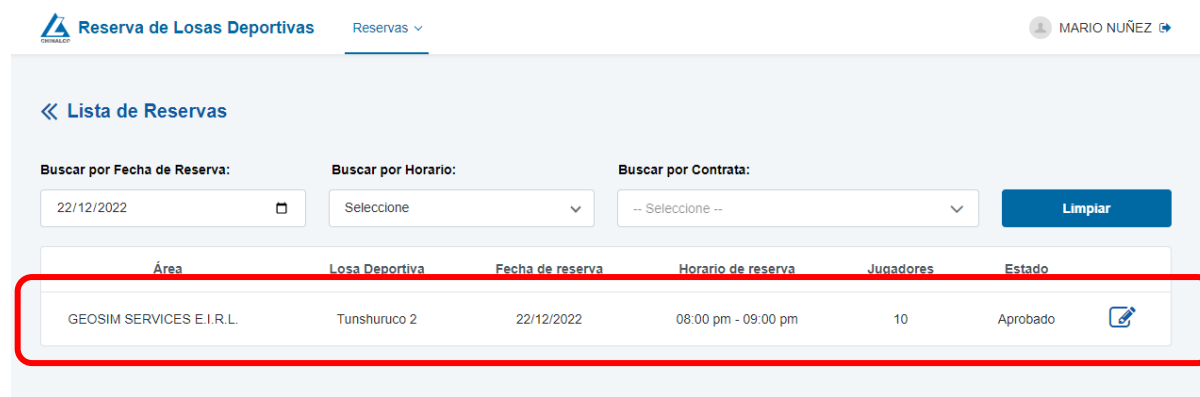 CHINALCO Reserva de Losas Deportivas Reservas MARIO NUÑEZ
Lista de Reservas
Buscar por Fecha de Reserva: Buscar por Horario: Buscar por Contrata:
22/12/2022 Seleccione -- Seleccione -- Limpiar
Área Losa Deportiva Fecha de reserva Horario de reserva Jugadores Estado
GEOSIM SERVICES E.I.R.L. Tunshuruco 2 22/12/2022 08:00 pm - 09:00 pm 10 Aprobado